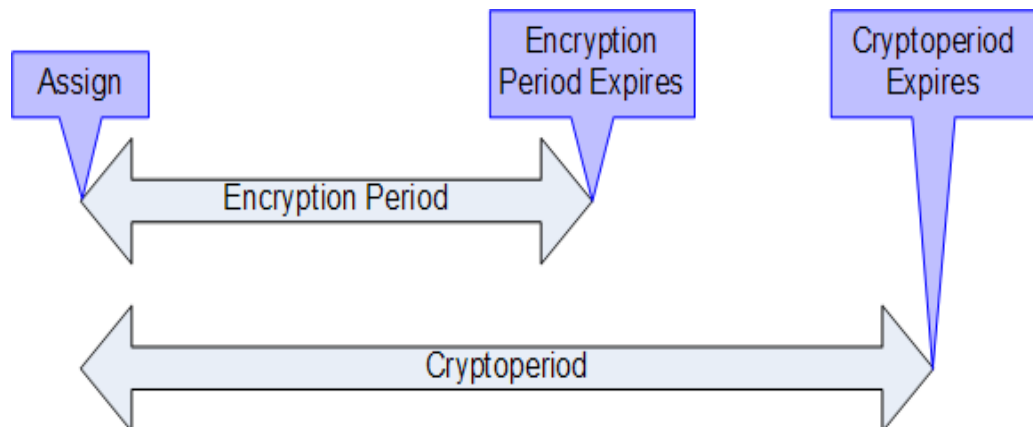 Assign
Encryption
Period Expires
Cryptoperiod
Expires
Encryption Period
Cryptoperiod